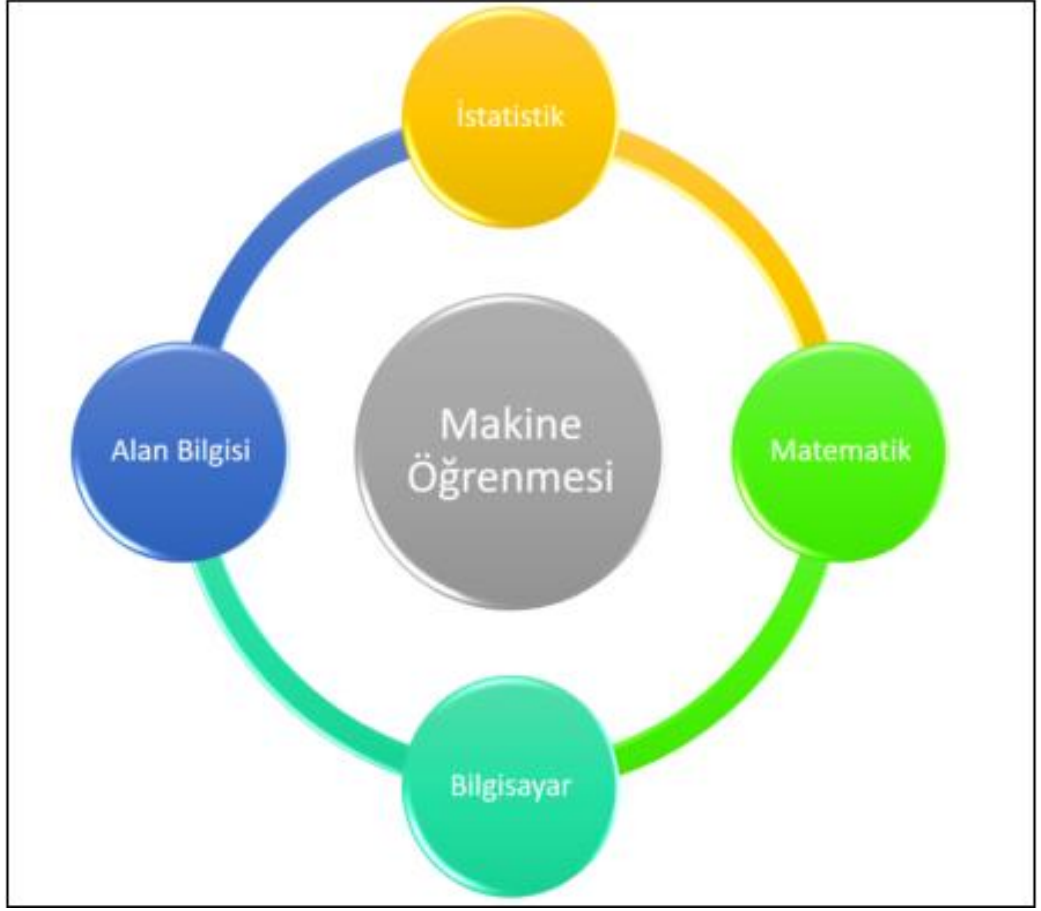 İstatistik
Alan Bilgisi
Makine
Öğrenmesi
Matematik
Bilgisayar